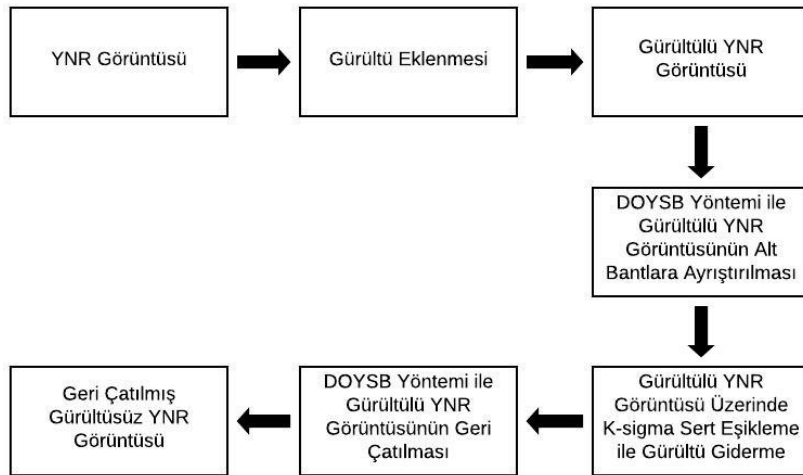 YNR Görüntüsü
Gürültü Eklenmesi
Gürültülü YNR
Görüntüsü
DOYSB Yöntemi ile
Gürültülü YNR
Görüntüsünün Alt
Bantlara Ayrıştırılması
Gürültülü YNR
Görüntüsü Üzerinde
K-sigma Sert Eşikleme
ile Gürültü Giderme
DOYSB Yöntemi ile
Gürültülü YNR
Görüntüsünün Geri
Çatılması
Geri Çatılmış
Gürültüsüz YNR
Görüntüsü